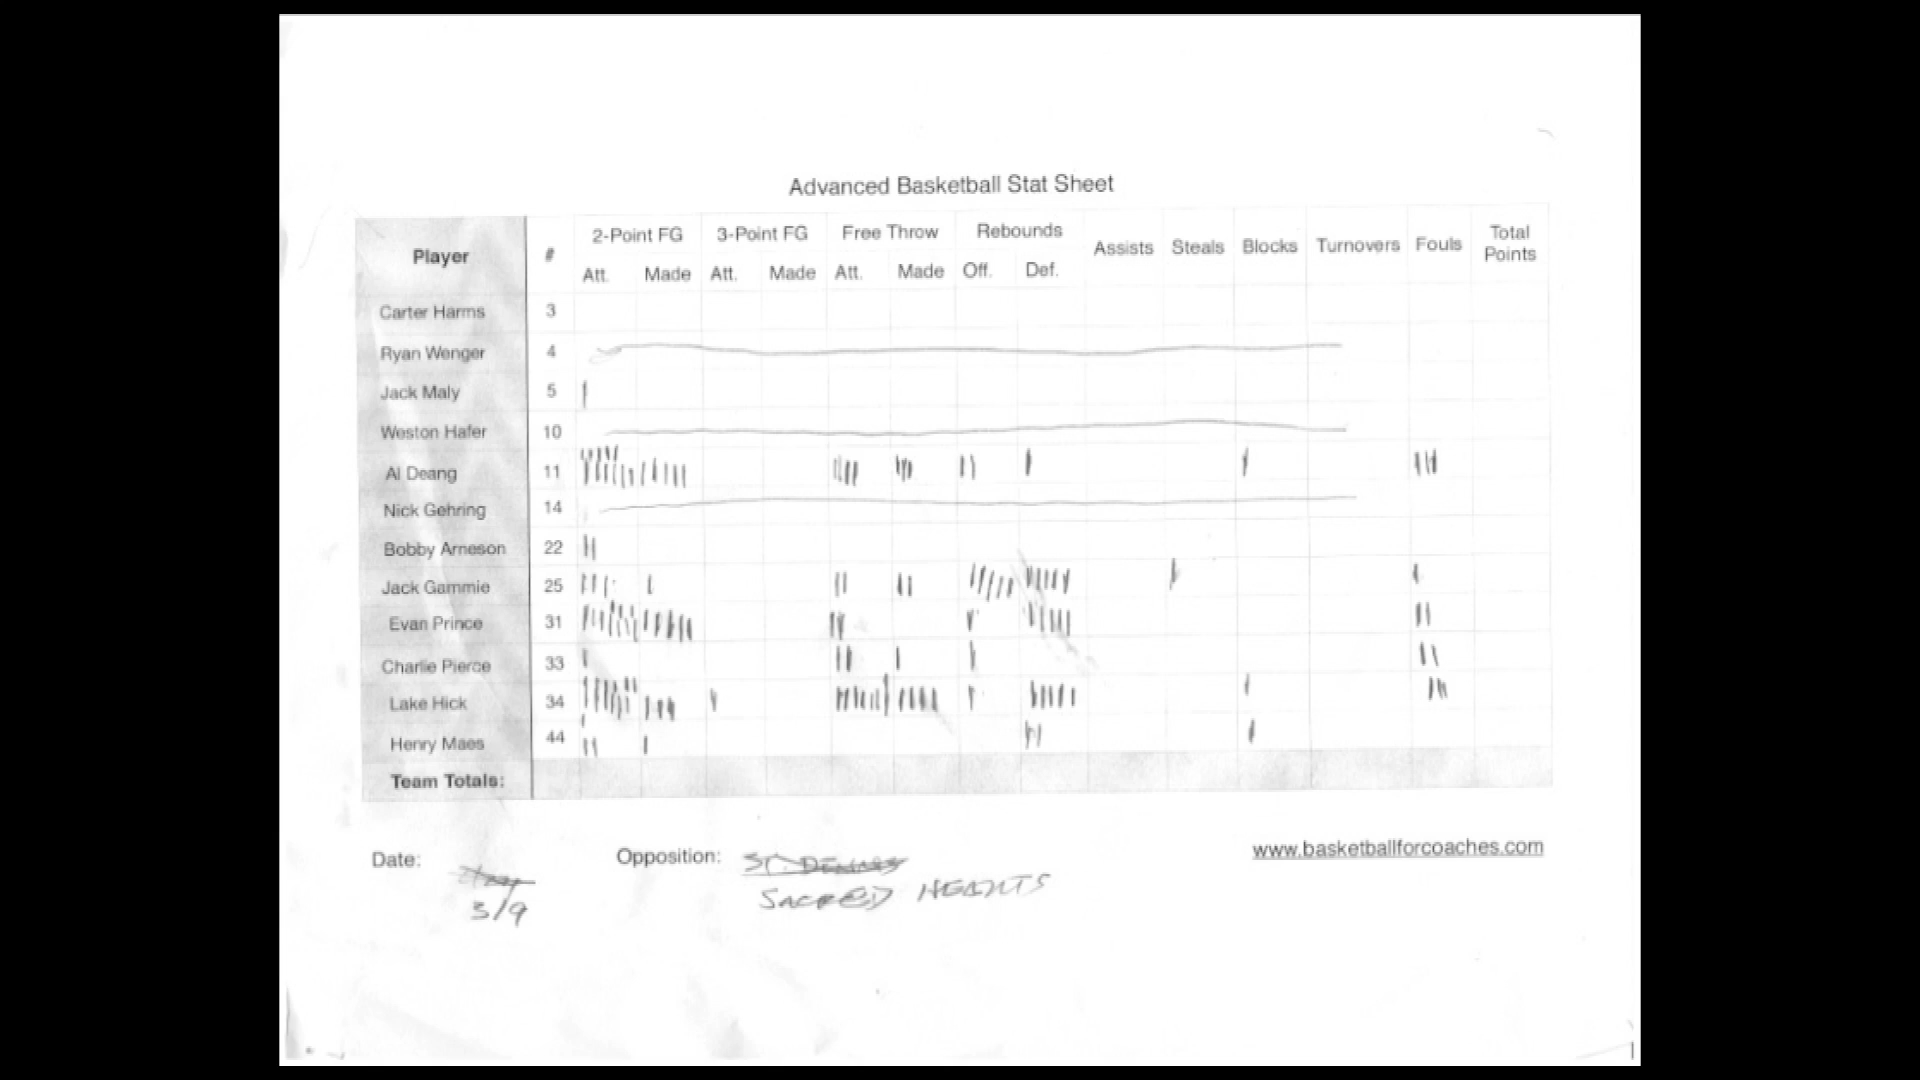 Advanced Basketball Stat Sheet
Player # 2-Point FG 3-Point FG Free Throw Rebounds Assists Steals Blocks Turnovers Fouls Total Points
Att. Made Att. Made Att. Made Off. Def.
Carter Harms 3
Ryan Wenger 4
Jack Maly 5
Weston Hafer 10
Al Deang 11
Nick Gehring 14
Bobby Arneson 22
Jack Gammie 25
Evan Prince 31
Charlie Pierce 33
Lake Hick 34
Henry Maes 44
Team Totals:
Date: Opposition: www.basketballforcoaches.com
3/9 SACRED HEARTS